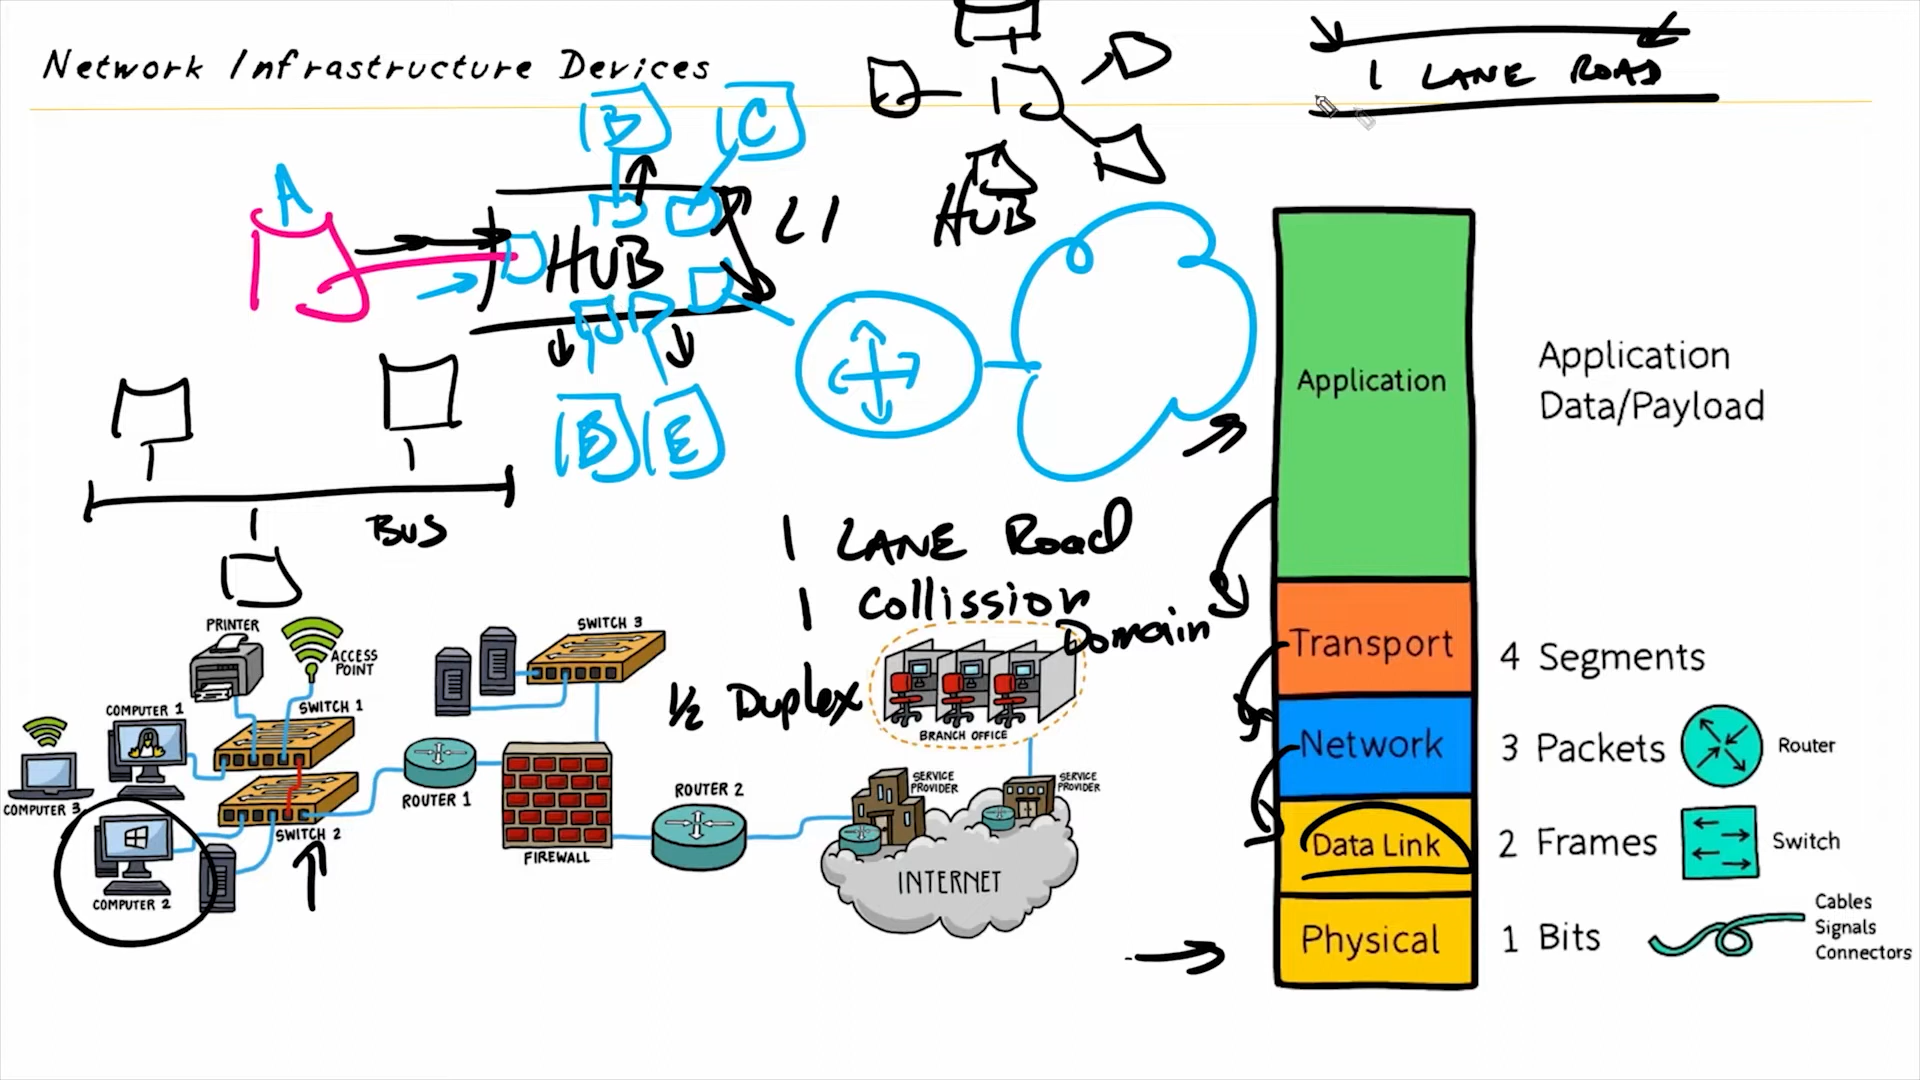 Network Infrastructure Devices
1 LANE ROAD
B
C
A
HUB
L1
HUB
B
E
BUS
1 LANE Road
1 Collission
Domain
1/2 Duplex
PRINTER
ACCESS
POINT
SWITCH 3
COMPUTER 1
SWITCH 1
COMPUTER 3
SWITCH 2
COMPUTER 2
ROUTER 1
FIREWALL
ROUTER 2
BRANCH OFFICE
SERVICE
PROVIDER
SERVICE
PROVIDER
INTERNET
Application
Application
Data/Payload
Transport
4 Segments
Network
3 Packets
Router
Data Link
2 Frames
Switch
Physical
1 Bits
Cables
Signals
Connectors